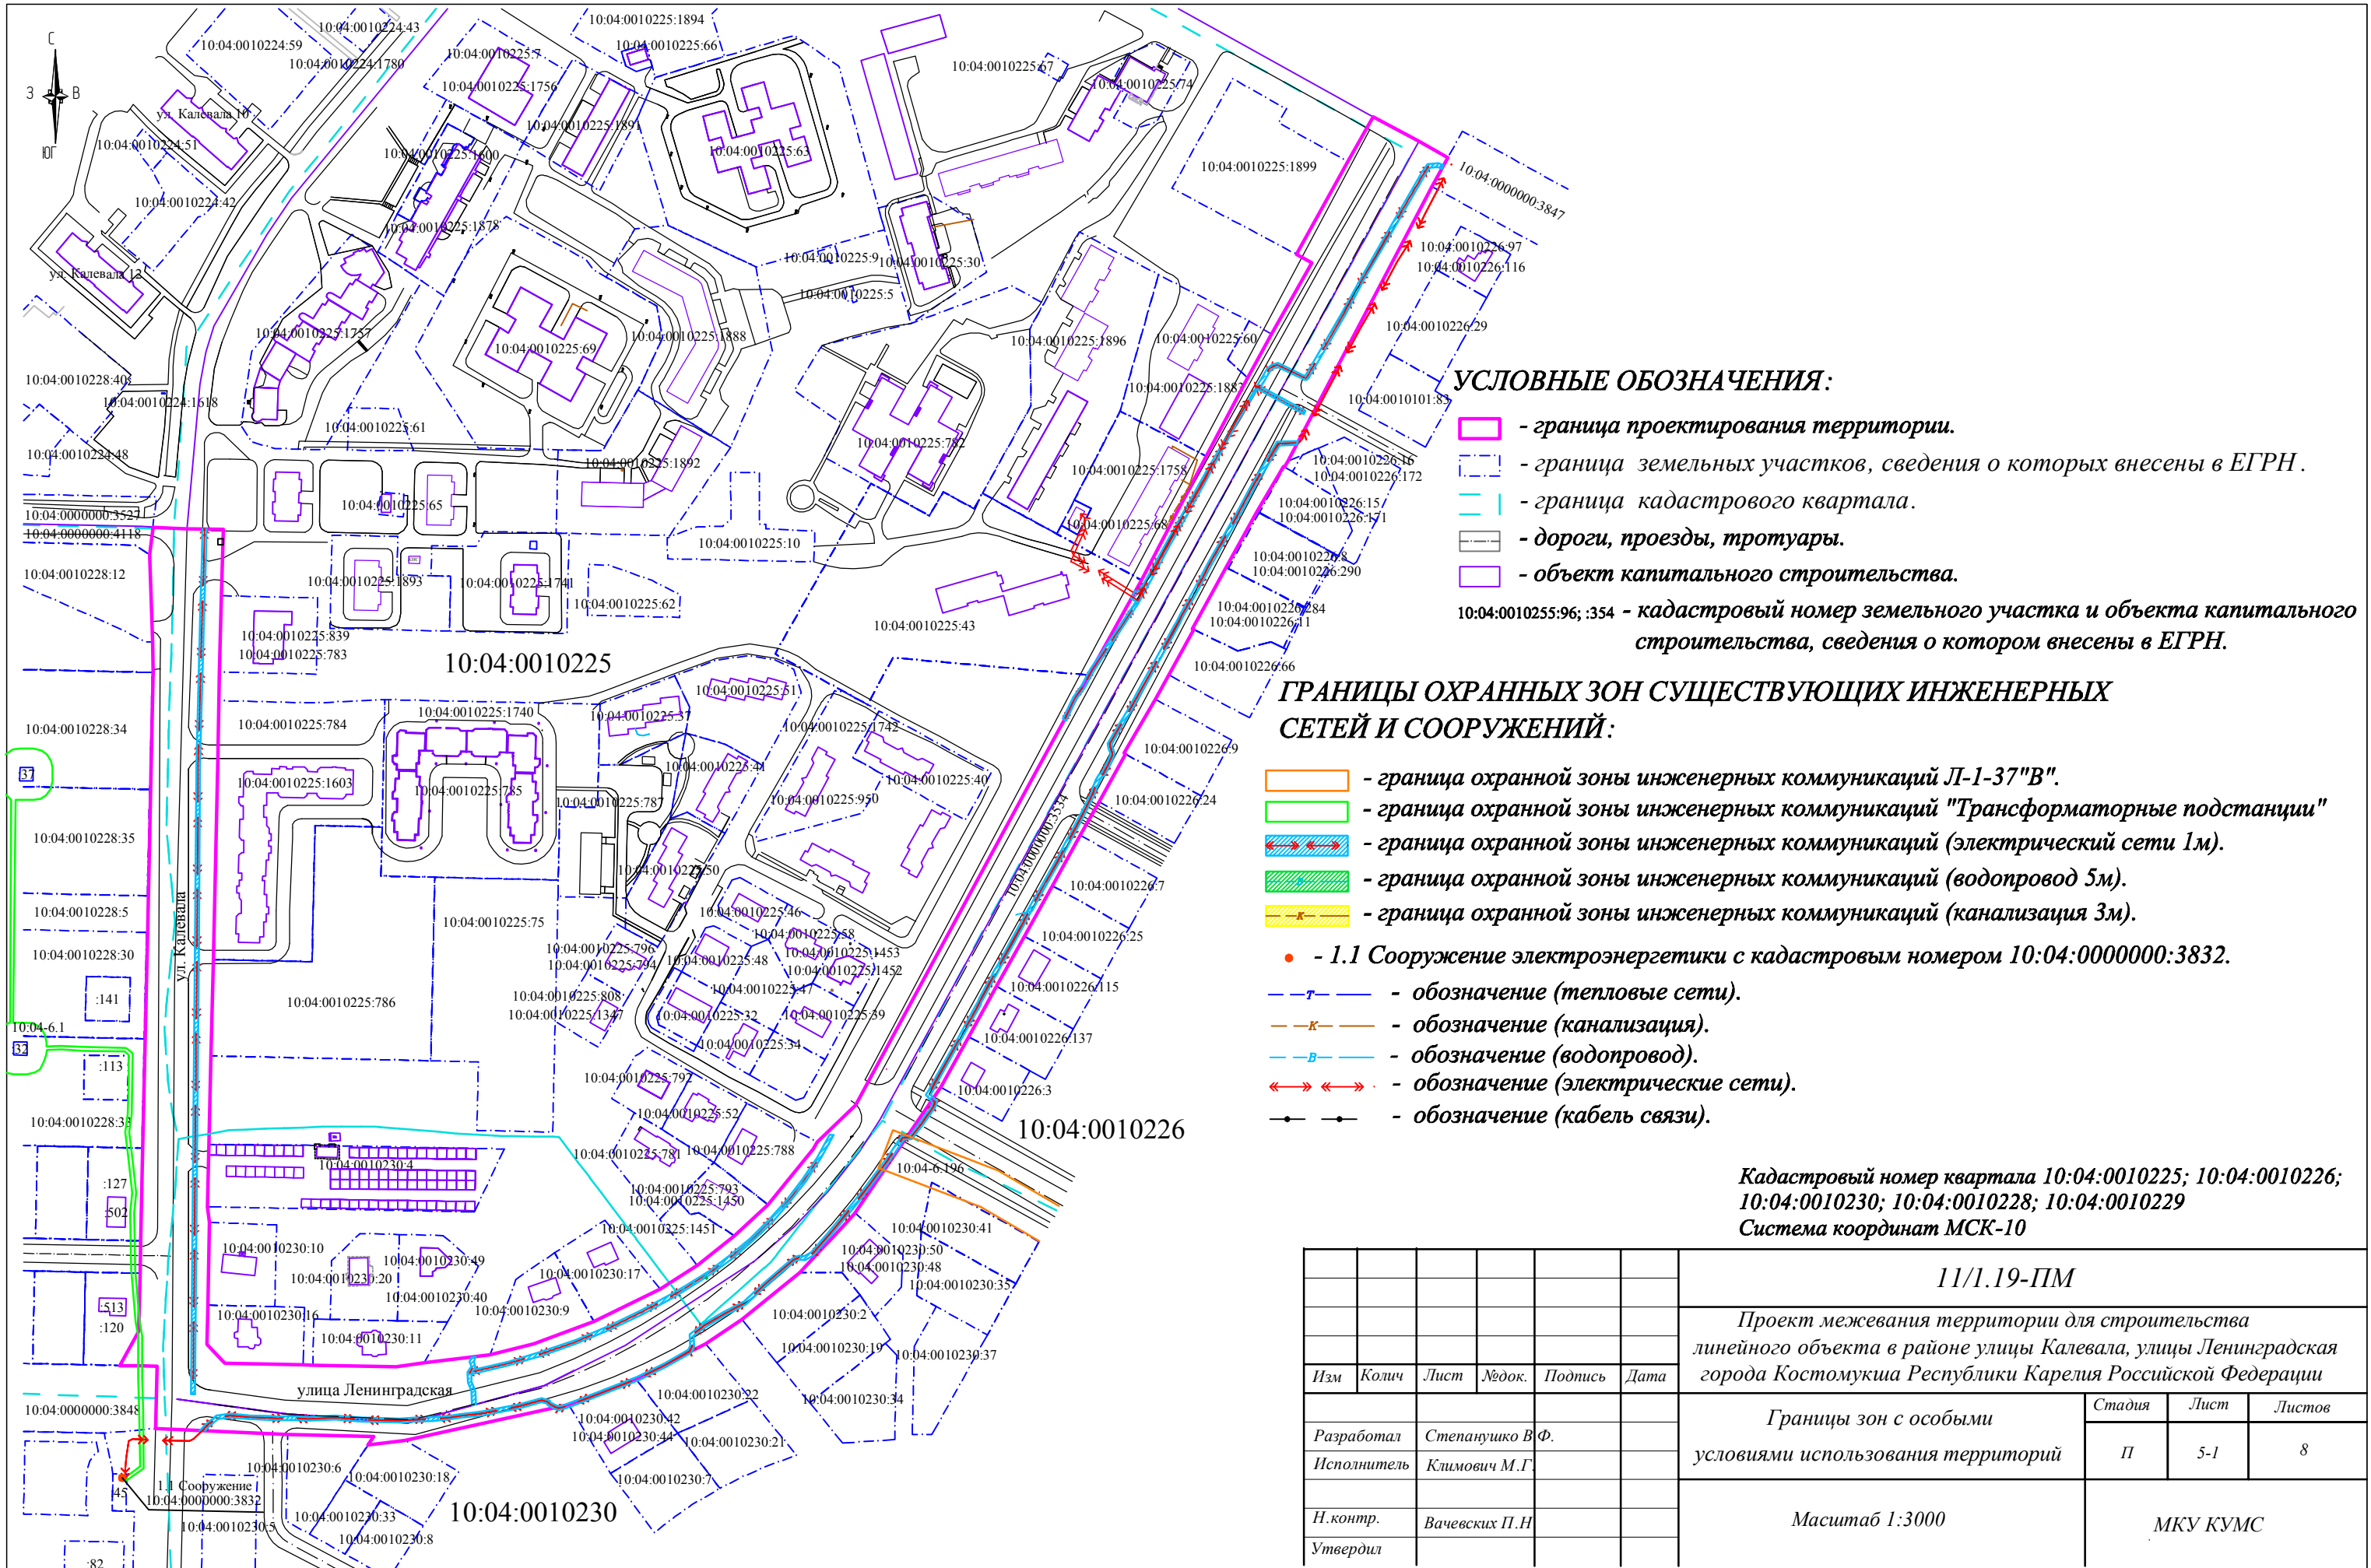 С
З
В
ЮГ
10:04:0010224:43
10:04:0010224:59
10:04:0010224:1780
10:04:0010225:7
10:04:0010225:1756
10:04:0010225:1894
10:04:0010225:66
10:04:0010225:67
10:04:0010225:74
ул. Калевала 10
10:04:0010224:51
10:04:0010225:1891
10:04:0010225:1600
10:04:0010225:63
10:04:0010225:1899
10:04:0000000:3847
10:04:0010224:42
10:04:0010225:1878
ул. Калевала 12
10:04:0010225:9
10:04:0010225:30
10:04:0010225:5
10:04:0010226:97
10:04:0010226:116
10:04:0010225:1757
10:04:0010225:69
10:04:0010225:1888
10:04:0010225:1896
10:04:0010225:60
10:04:0010226:29
10:04:0010228:40
10:04:0010224:1618
10:04:0010225:1887
10:04:0010101:83
10:04:0010225:61
10:04:0010225:782
10:04:0010224:48
10:04:0010225:1892
10:04:0010225:1758
10:04:0010226:16
10:04:0010226:172
10:04:0010225:65
10:04:0010226:15
10:04:0010226:171
10:04:0000000:3527
10:04:0000000:4118
10:04:0010225:68
10:04:0010225:10
10:04:0010226:8
10:04:0010226:290
10:04:0010228:12
10:04:0010225:1893
10:04:0010225:1741
10:04:0010225:62
10:04:0010226:284
10:04:0010226:11
10:04:0010225:43
10:04:0010225:839
10:04:0010225:783
10:04:0010225
10:04:0010226:66
10:04:0010225:51
10:04:0010225:37
10:04:0010225:1740
10:04:0010225:784
10:04:0010225:1742
10:04:0010228:34
10:04:0010226:9
:37
10:04:0010225:41
10:04:0010225:40
10:04:0010225:1603
10:04:0010225:785
10:04:0010225:787
10:04:0010225:950
10:04:0010226:24
10:04:0000000:3534
10:04:0010228:35
10:04:0010225:50
10:04:0010226:7
10:04:0010228:5
10:04:0010225:46
10:04:0010225:75
10:04:0010225:58
10:04:0010226:25
ул. Калевала
10:04:0010228:30
10:04:0010225:796
10:04:0010225:794
10:04:0010225:48
10:04:0010225:1453
10:04:0010225:1452
10:04:0010226:115
:141
10:04:0010225:786
10:04:0010225:808
10:04:0010225:1347
10:04:0010225:47
10:04:0010225:32
10:04:0010225:39
10:04-6.1
:32
10:04:0010225:34
10:04:0010226:137
:113
10:04:0010225:792
10:04:0010226:3
10:04:0010228:33
10:04:0010225:52
10:04:0010226
10:04:0010225:781
10:04:0010225:788
10:04:0010230:4
10:04-6.196
:127
:502
10:04:0010225:793
10:04:0010225:1450
10:04:0010225:1451
10:04:0010230:41
10:04:0010230:10
10:04:0010230:49
10:04:0010230:50
10:04:0010230:48
10:04:0010230:20
10:04:0010230:17
10:04:0010230:35
10:04:0010230:40
:513
:120
10:04:0010230:16
10:04:0010230:9
10:04:0010230:2
10:04:0010230:11
10:04:0010230:19
10:04:0010230:37
улица Ленинградская
10:04:0010230:22
10:04:0010230:34
10:04:0000000:3848
10:04:0010230:42
10:04:0010230:44
10:04:0010230:21
10:04:0010230:6
10:04:0010230:18
10:04:0010230:7
:45
1.1 Сооружение
10:04:0000000:3832
10:04:0010230:33
10:04:0010230
10:04:0010230:5
10:04:0010230:8
:82
УСЛОВНЫЕ ОБОЗНАЧЕНИЯ:
- граница проектирования территории.
- граница земельных участков, сведения о которых внесены в ЕГРН.
- граница кадастрового квартала.
- дороги, проезды, тротуары.
- объект капитального строительства.
10:04:0010255:96; :354 - кадастровый номер земельного участка и объекта капитального
строительства, сведения о котором внесены в ЕГРН.
ГРАНИЦЫ ОХРАННЫХ ЗОН СУЩЕСТВУЮЩИХ ИНЖЕНЕРНЫХ
СЕТЕЙ И СООРУЖЕНИЙ:
- граница охранной зоны инженерных коммуникаций Л-1-37"В".
- граница охранной зоны инженерных коммуникаций "Трансформаторные подстанции"
- граница охранной зоны инженерных коммуникаций (электрический сети 1м).
В
- граница охранной зоны инженерных коммуникаций (водопровод 5м).
К
- граница охранной зоны инженерных коммуникаций (канализация 3м).
- 1.1 Сооружение электроэнергетики с кадастровым номером 10:04:0000000:3832.
Т
- обозначение (тепловые сети).
К
- обозначение (канализация).
В
- обозначение (водопровод).
- обозначение (электрические сети).
- обозначение (кабель связи).
Кадастровый номер квартала 10:04:0010225; 10:04:0010226;
10:04:0010230; 10:04:0010228; 10:04:0010229
Система координат МСК-10
11/1.19-ПМ
Проект межевания территории для строительства
линейного объекта в районе улицы Калевала, улицы Ленинградская
города Костомукша Республики Карелия Российской Федерации
Изм Колич Лист №док. Подпись Дата
Границы зон с особыми
условиями использования территорий
Стадия Лист Листов
П 5-1 8
Разработал Степанушко В.Ф.
Исполнитель Климович М.Г.
Н.контр. Вачевских П.Н
Утвердил
Масштаб 1:3000
МКУ КУМС